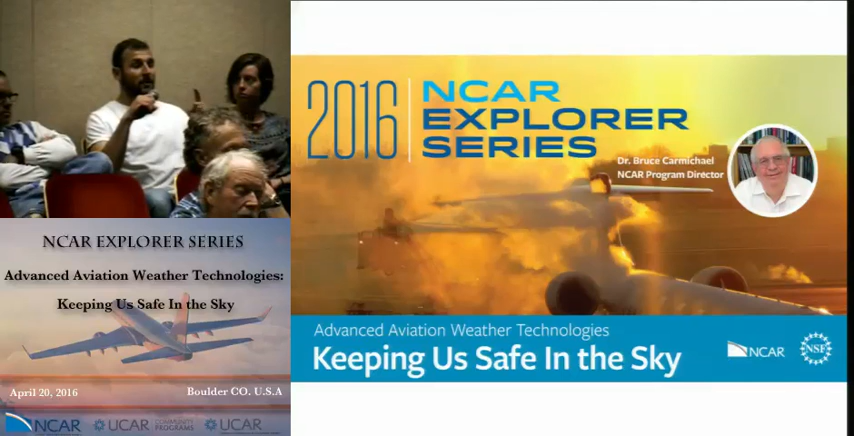 NCAR EXPLORER SERIES
Advanced Aviation Weather Technologies:
Keeping Us Safe In the Sky
April 20, 2016
Boulder CO. U.S.A
NCAR
UCAR
COMMUNITY
PROGRAMS
UCAR
2016
NCAR
EXPLORER
SERIES
Dr. Bruce Carmichael
NCAR Program Director
Advanced Aviation Weather Technologies
Keeping Us Safe In the Sky
NCAR
NSF